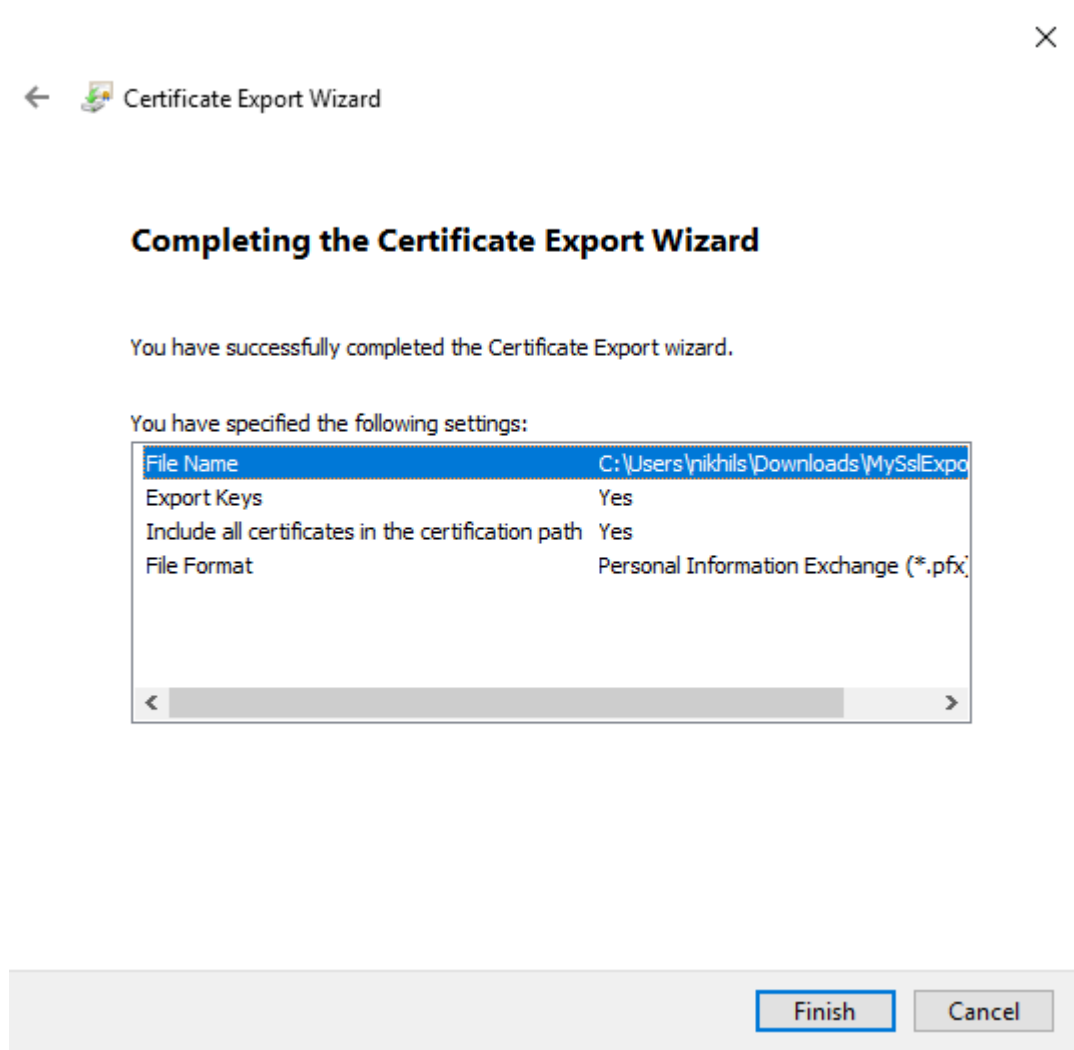 Certificate Export Wizard
Completing the Certificate Export Wizard
You have successfully completed the Certificate Export wizard.
You have specified the following settings:
File Name C:\Users\nikhils\Downloads\MySslExpo
Export Keys Yes
Include all certificates in the certification path Yes
File Format Personal Information Exchange (*.pfx)
Finish Cancel